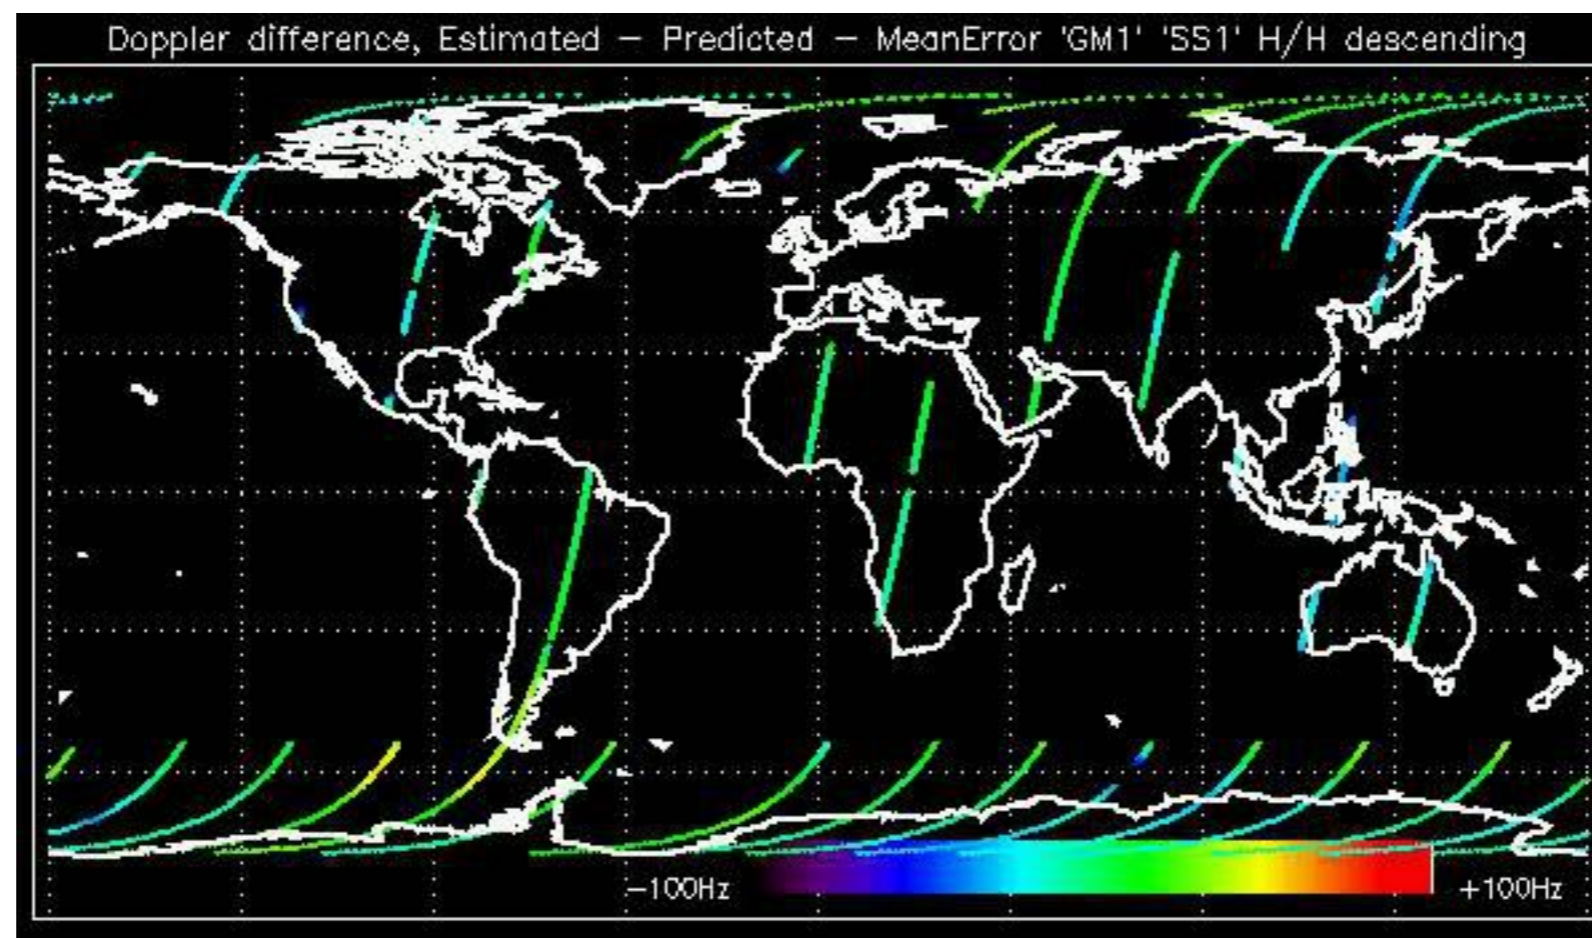 Doppler difference, Estimated – Predicted – MeanError 'GM1' 'SS1' H/H descending
–100Hz
+100Hz